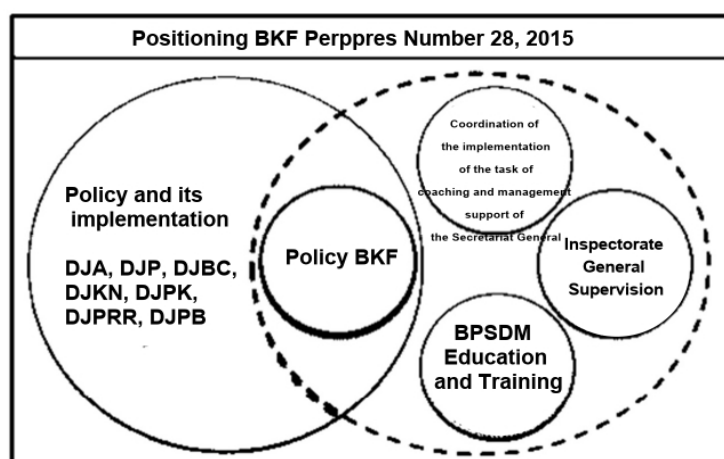 Positioning BKF Perppres Number 28, 2015
Policy and its
implementation
DJA, DJP, DJBC,
DJKN, DJPK,
DJPRR, DJPB
Policy BKF
Coordination of
the implementation
of the task of
coaching and management
support of
the Secretariat General
Inspectorate
General
Supervision
BPSDM
Education
and Training